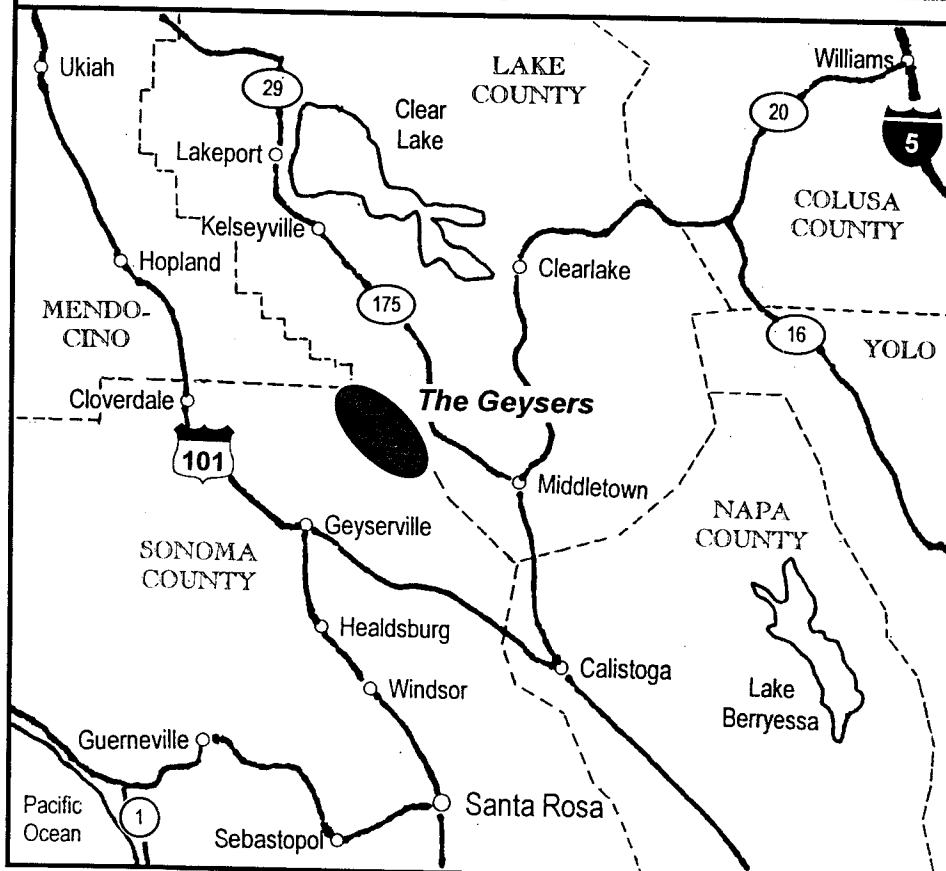 Ukiah
LAKE
COUNTY
Williams
29
Clear
Lake
20
5
Lakeport
COLUSA
COUNTY
Kelseyville
Hopland
Clearlake
175
MENDO-
CINO
16
YOLO
Cloverdale
The Geysers
101
Middletown
NAPA
COUNTY
Geyserville
SONOMA
COUNTY
Healdsburg
Calistoga
Windsor
Lake
Berryessa
Guerneville
Santa Rosa
Pacific
Ocean
1
Sebastopol